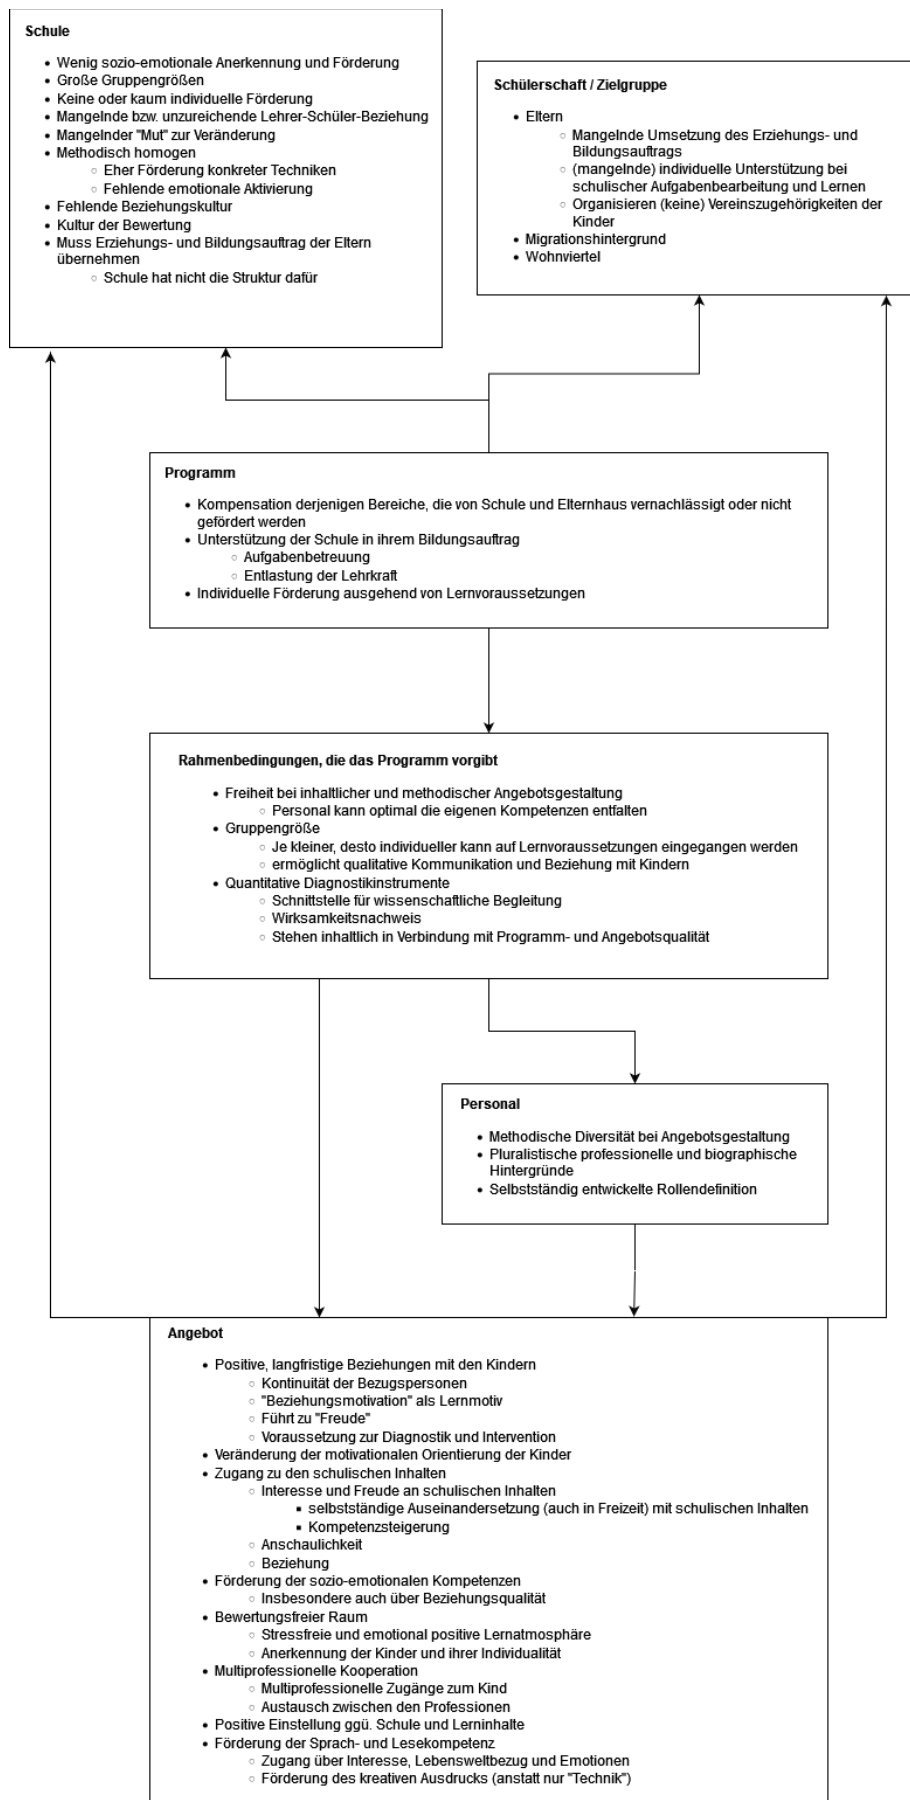 Schule
Wenig sozio-emotionale Anerkennung und Förderung
Große Gruppengrößen
Keine oder kaum individuelle Förderung
Mangelnde bzw. unzureichende Lehrer-Schüler-Beziehung
Mangelnder "Mut" zur Veränderung
Methodisch homogen
Eher Förderung konkreter Techniken
Fehlende emotionale Aktivierung
Fehlende Beziehungskultur
Kultur der Bewertung
Muss Erziehungs- und Bildungsauftrag der Eltern
übernehmen
Schule hat nicht die Struktur dafür
Schülerschaft / Zielgruppe
Eltern
Mangelnde Umsetzung des Erziehungs- und
Bildungsauftrags
(mangelnde) individuelle Unterstützung bei
schulischer Aufgabenbearbeitung und Lernen
Organisieren (keine) Vereinszugehörigkeiten der
Kinder
Migrationshintergrund
Wohnviertel
Programm
Kompensation derjenigen Bereiche, die von Schule und Elternhaus vernachlässigt oder nicht
gefördert werden
Unterstützung der Schule in ihrem Bildungsauftrag
Aufgabenbetreuung
Entlastung der Lehrkraft
Individuelle Förderung ausgehend von Lernvoraussetzungen
Rahmenbedingungen, die das Programm vorgibt
Freiheit bei inhaltlicher und methodischer Angebotsgestaltung
Personal kann optimal die eigenen Kompetenzen entfalten
Gruppengröße
Je kleiner, desto individueller kann auf Lernvoraussetzungen eingegangen werden
ermöglicht qualitative Kommunikation und Beziehung mit Kindern
Quantitative Diagnostikinstrumente
Schnittstelle für wissenschaftliche Begleitung
Wirksamkeitsnachweis
Stehen inhaltlich in Verbindung mit Programm- und Angebotsqualität
Personal
Methodische Diversität bei Angebotsgestaltung
Pluralistische professionelle und biographische
Hintergründe
Selbstständig entwickelte Rollendefinition
Angebot
Positive, langfristige Beziehungen mit den Kindern
Kontinuität der Bezugspersonen
"Beziehungsmotivation" als Lernmotiv
Führt zu "Freude"
Voraussetzung zur Diagnostik und Intervention
Veränderung der motivationalen Orientierung der Kinder
Zugang zu den schulischen Inhalten
Interesse und Freude an schulischen Inhalten
selbstständige Auseinandersetzung (auch in Freizeit) mit schulischen Inhalten
Kompetenzsteigerung
Anschaulichkeit
Beziehung
Förderung der sozio-emotionalen Kompetenzen
Insbesondere auch über Beziehungsqualität
Bewertungsfreier Raum
Stressfreie und emotional positive Lernatmosphäre
Anerkennung der Kinder und ihrer Individualität
Multiprofessionelle Kooperation
Multiprofessionelle Zugänge zum Kind
Austausch zwischen den Professionen
Positive Einstellung ggü. Schule und Lerninhalte
Förderung der Sprach- und Lesekompetenz
Zugang über Interesse, Lebensweltbezug und Emotionen
Förderung des kreativen Ausdrucks (anstatt nur "Technik")